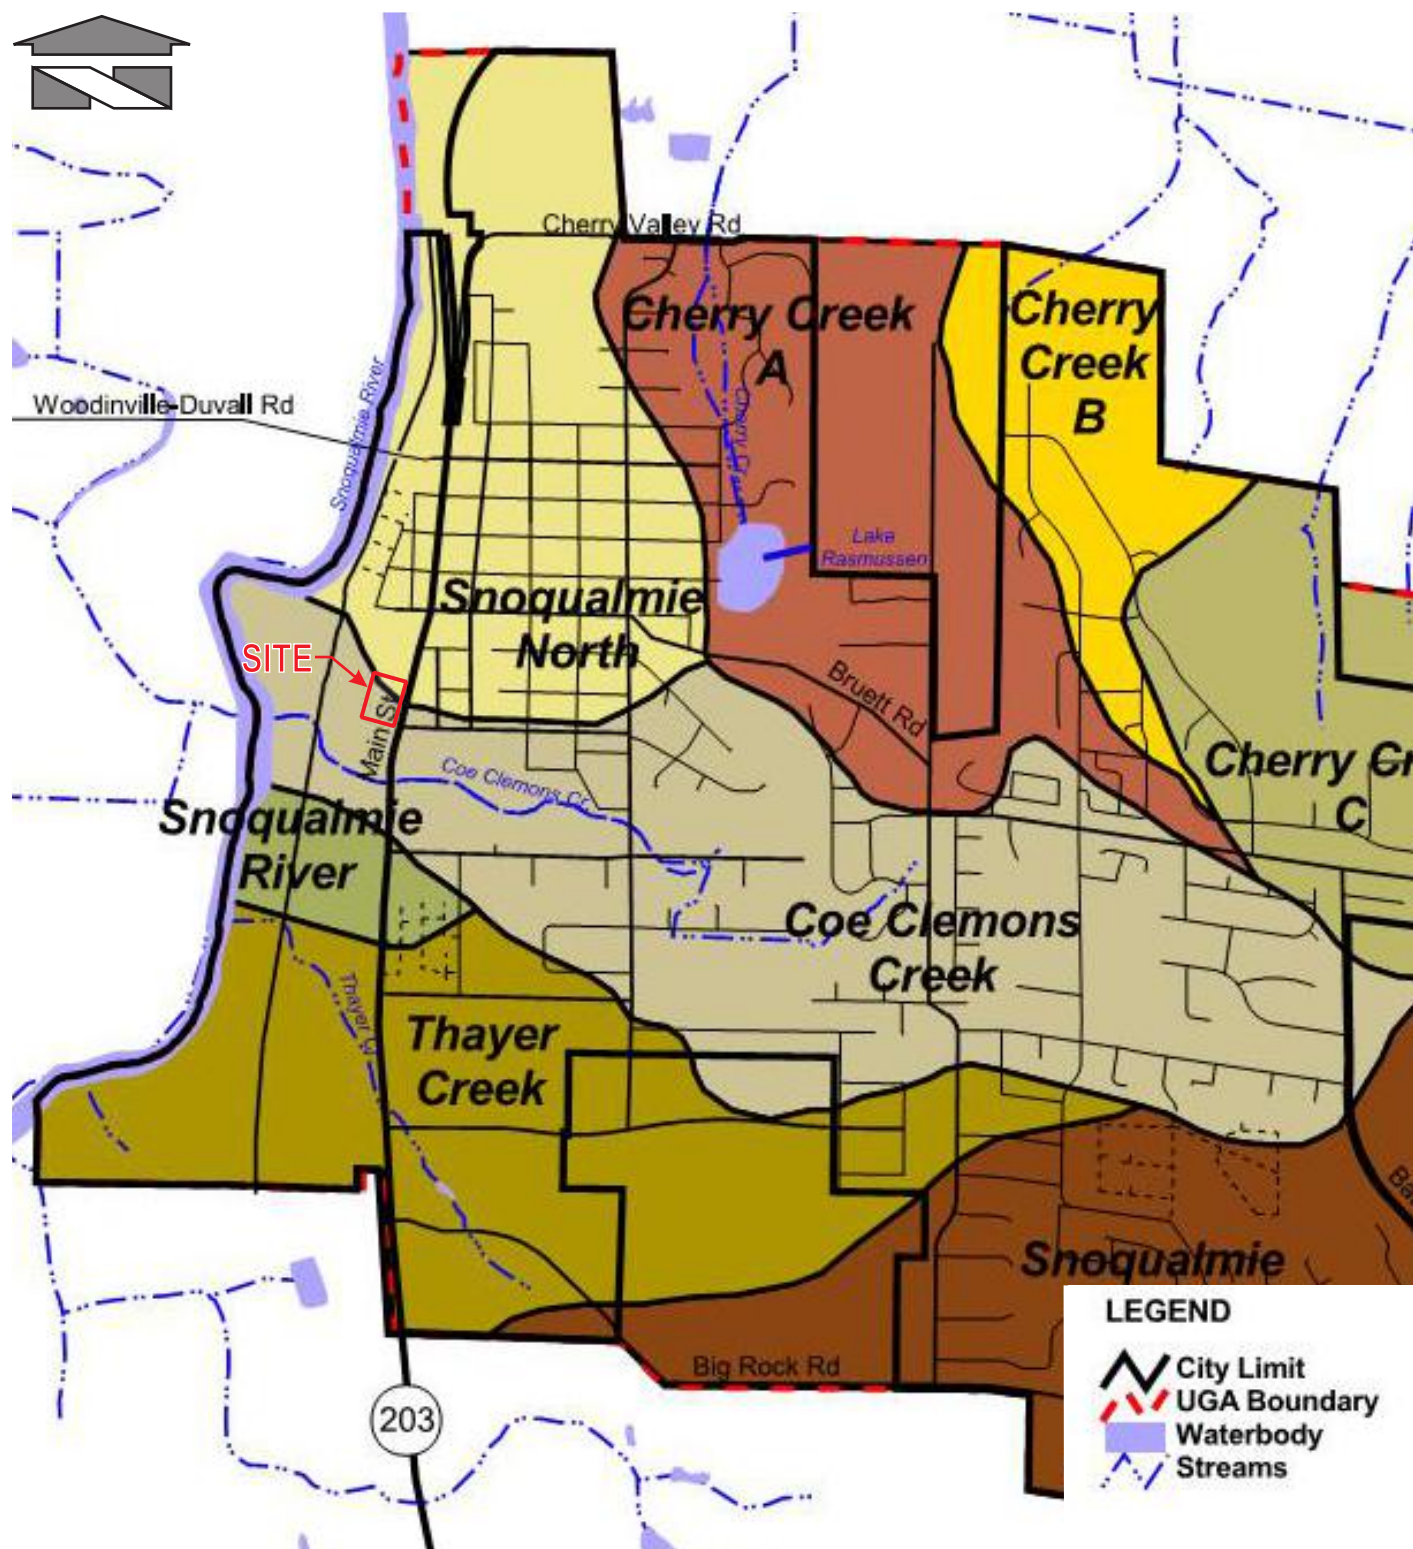 Cherry Valley Rd
Cherry Creek
A
Cherry
Creek
B
Snoqualmie River
Woodinville-Duvall Rd
Cherry Cr
Lake
Rasmussen
Snoqualmie
North
SITE
Main St
Bruett Rd
Coe Clemons Cr
Cherry Cr
C
Snoqualmie
River
Coe Clemons
Creek
Thayer Cr
Thayer
Creek
Ba
Snoqualmie
Big Rock Rd
203
LEGEND
City Limit
UGA Boundary
Waterbody
Streams